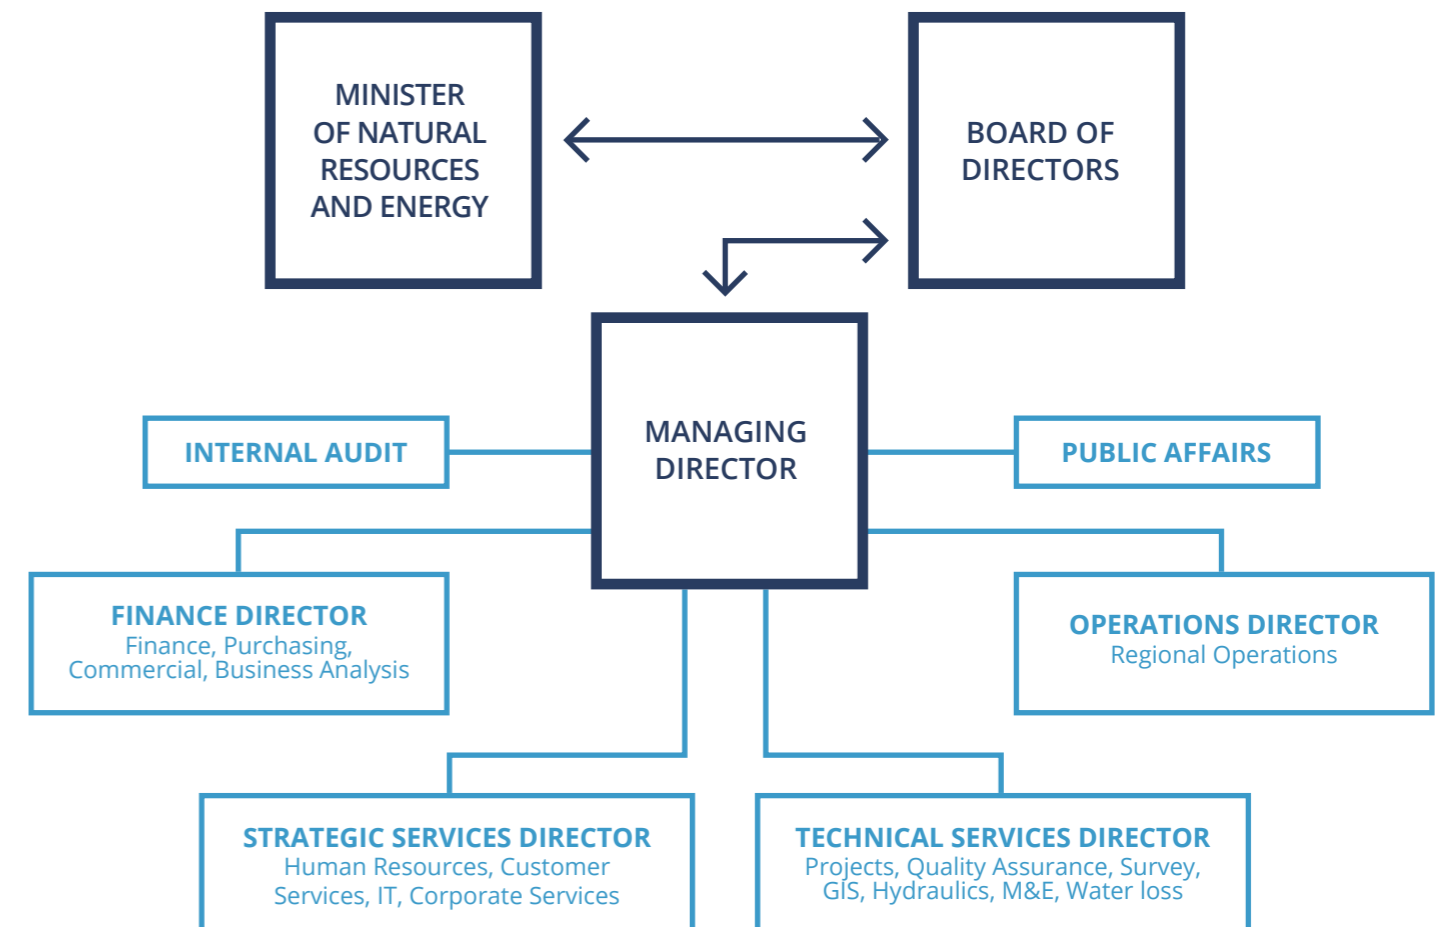 MINISTER
OF NATURAL
RESOURCES
AND ENERGY
BOARD OF
DIRECTORS
MANAGING
DIRECTOR
INTERNAL AUDIT
PUBLIC AFFAIRS
FINANCE DIRECTOR
Finance, Purchasing,
Commercial, Business Analysis
OPERATIONS DIRECTOR
Regional Operations
STRATEGIC SERVICES DIRECTOR
Human Resources, Customer
Services, IT, Corporate Services
TECHNICAL SERVICES DIRECTOR
Projects, Quality Assurance, Survey,
GIS, Hydraulics, M&E, Water loss